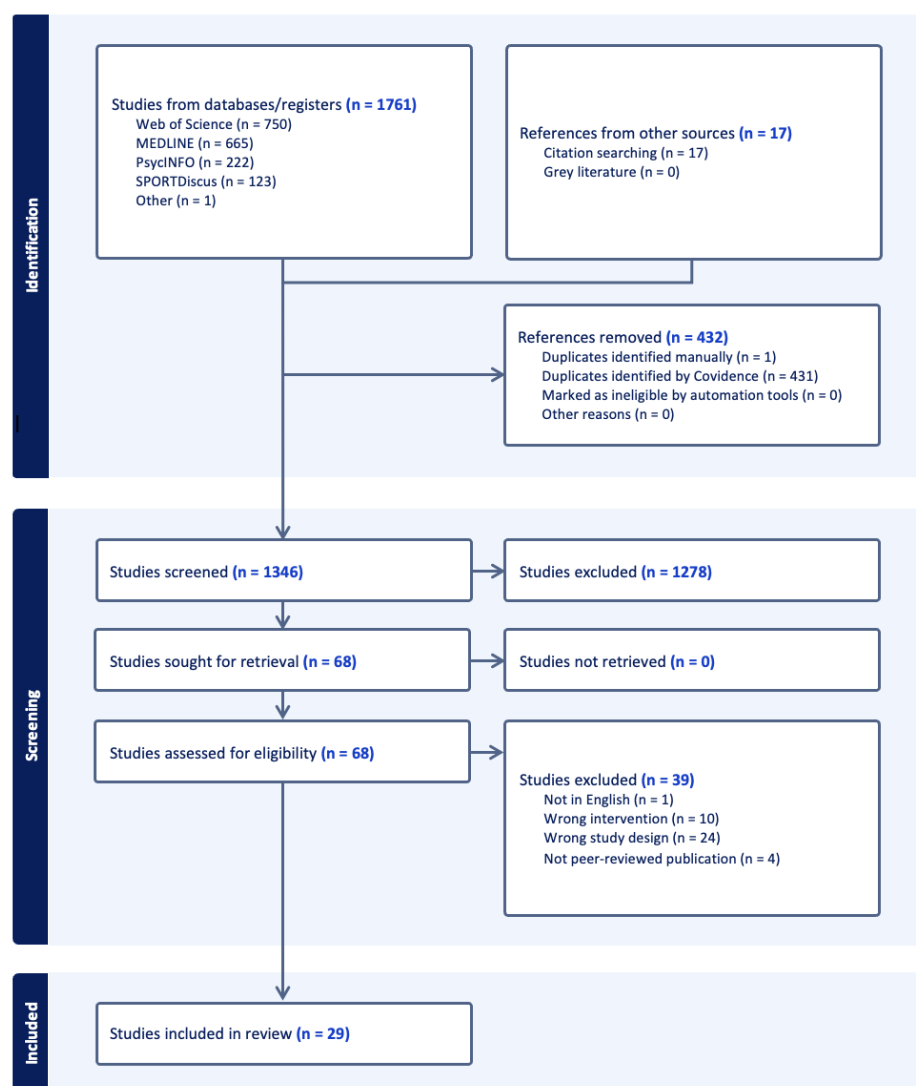 Identification
Studies from databases/registers (n = 1761)
Web of Science (n = 750)
MEDLINE (n = 665)
PsycINFO (n = 222)
SPORTDiscus (n = 123)
Other (n = 1)
References from other sources (n = 17)
Citation searching (n = 17)
Grey literature (n = 0)
References removed (n = 432)
Duplicates identified manually (n = 1)
Duplicates identified by Covidence (n = 431)
Marked as ineligible by automation tools (n = 0)
Other reasons (n = 0)
Screening
Studies screened (n = 1346)
Studies excluded (n = 1278)
Studies sought for retrieval (n = 68)
Studies not retrieved (n = 0)
Studies assessed for eligibility (n = 68)
Studies excluded (n = 39)
Not in English (n = 1)
Wrong intervention (n = 10)
Wrong study design (n = 24)
Not peer-reviewed publication (n = 4)
Included
Studies included in review (n = 29)